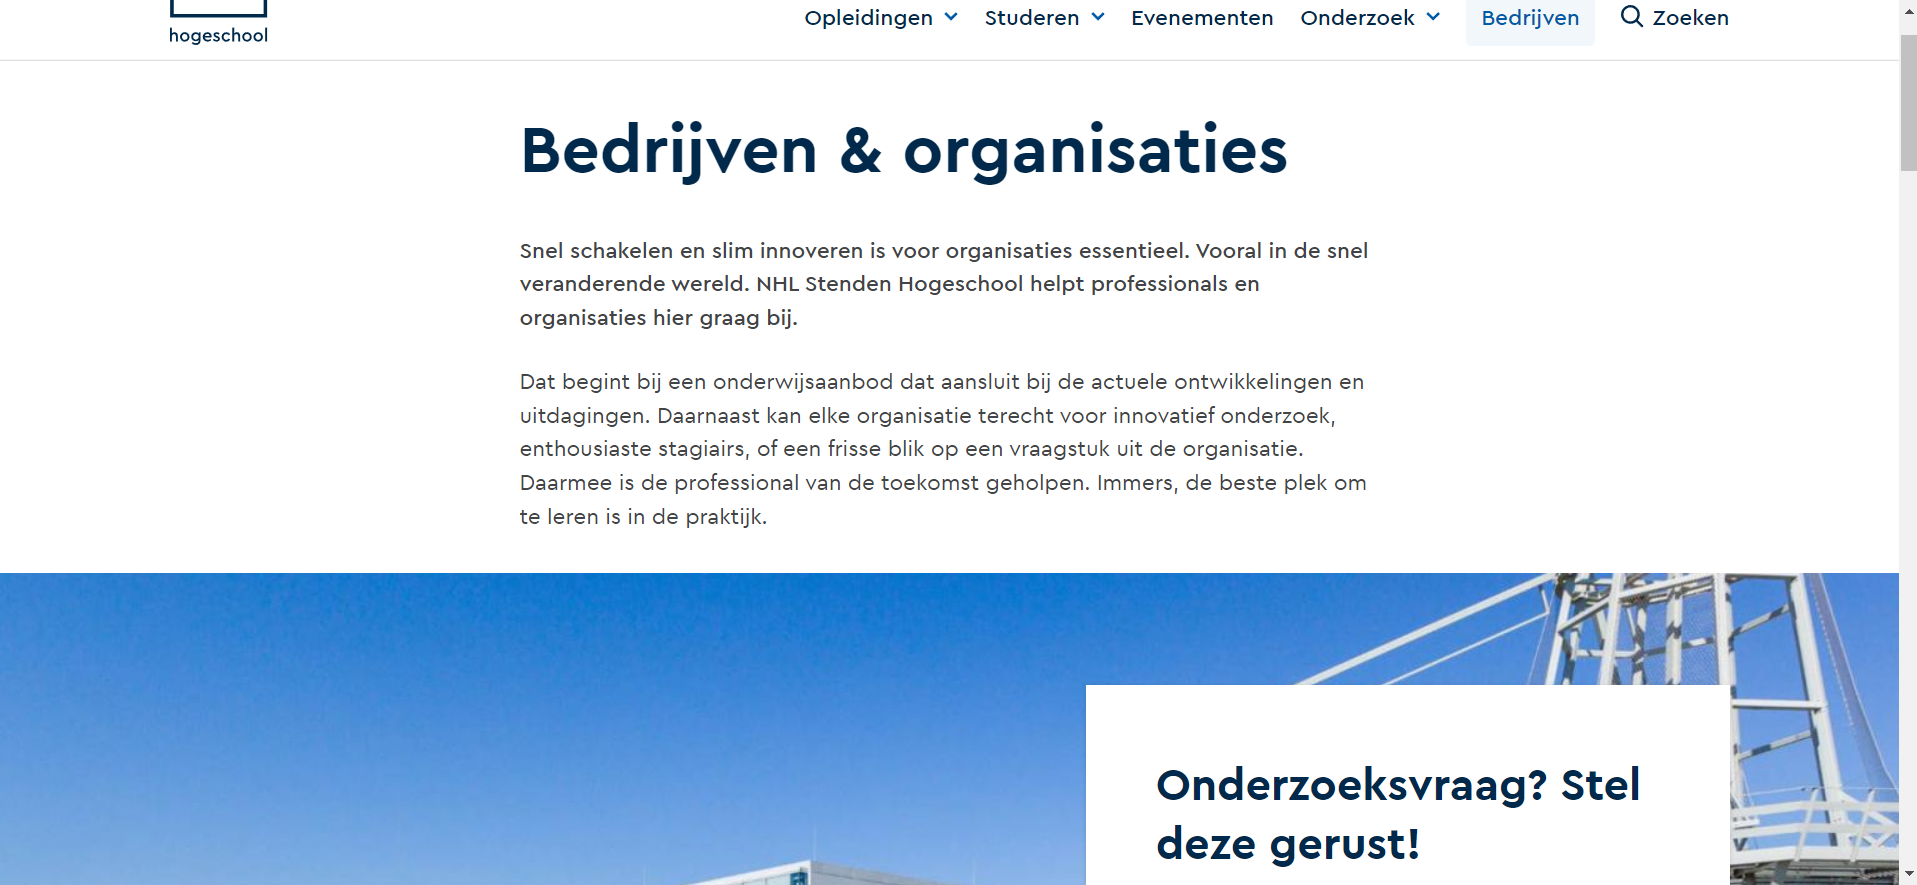 hogeschool
Opleidingen Studeren Evenementen Onderzoek Bedrijven Zoeken
Bedrijven & organisaties
Snel schakelen en slim innoveren is voor organisaties essentieel. Vooral in de snel
veranderende wereld. NHL Stenden Hogeschool helpt professionals en
organisaties hier graag bij.
Dat begint bij een onderwijsaanbod dat aansluit bij de actuele ontwikkelingen en
uitdagingen. Daarnaast kan elke organisatie terecht voor innovatief onderzoek,
enthousiaste stagiairs, of een frisse blik op een vraagstuk uit de organisatie.
Daarmee is de professional van de toekomst geholpen. Immers, de beste plek om
te leren is in de praktijk.
Onderzoeksvraag? Stel
deze gerust!